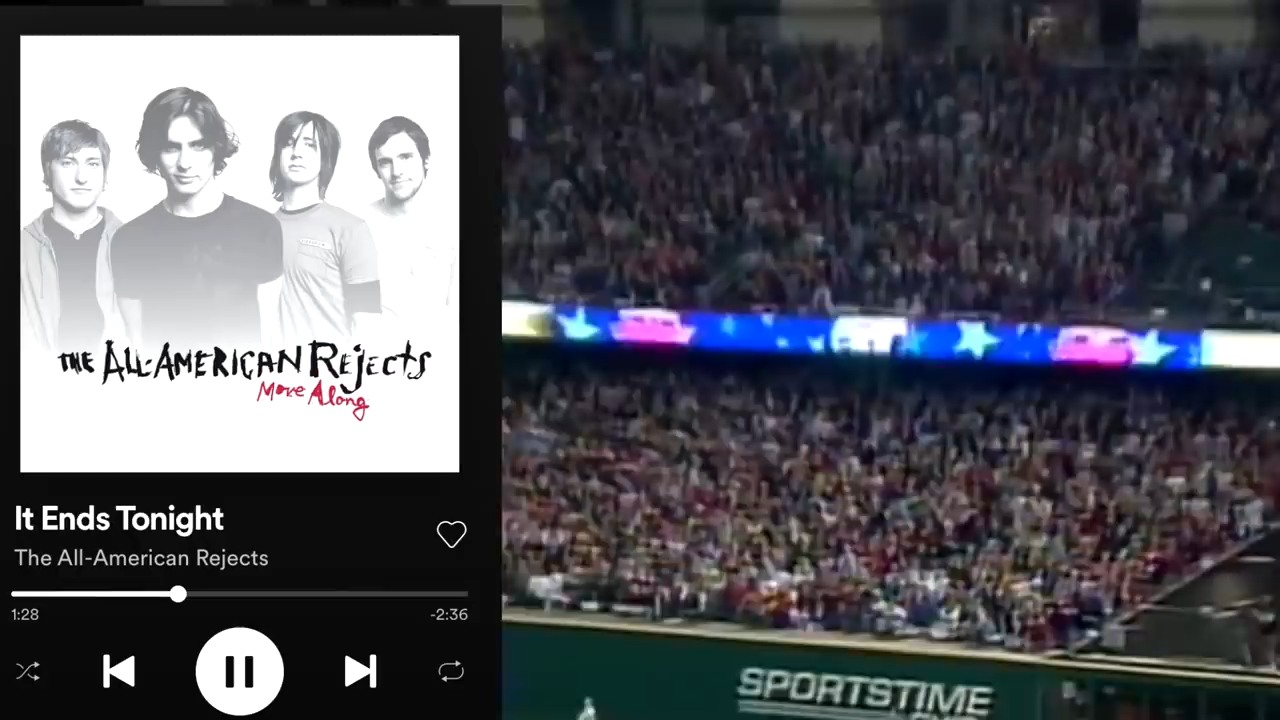 THE ALL-AMERICAN REJECTS
Move Along
It Ends Tonight
The All-American Rejects
1:28
-2:36
SPORTSTIME